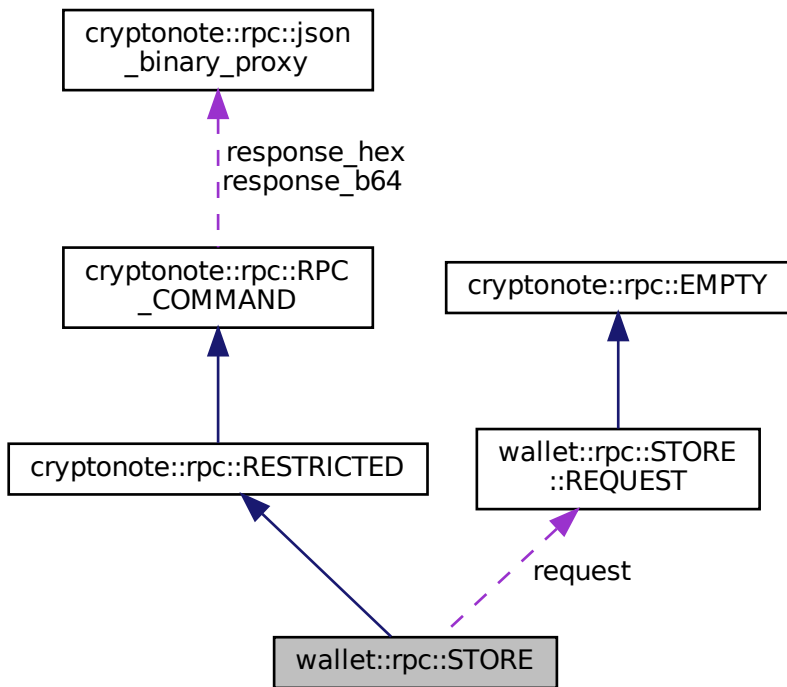 cryptonote::rpc::json
_binary_proxy
response_hex
response_b64
cryptonote::rpc::RPC
_COMMAND
cryptonote::rpc::EMPTY
cryptonote::rpc::RESTRICTED
wallet::rpc::STORE
::REQUEST
request
wallet::rpc::STORE